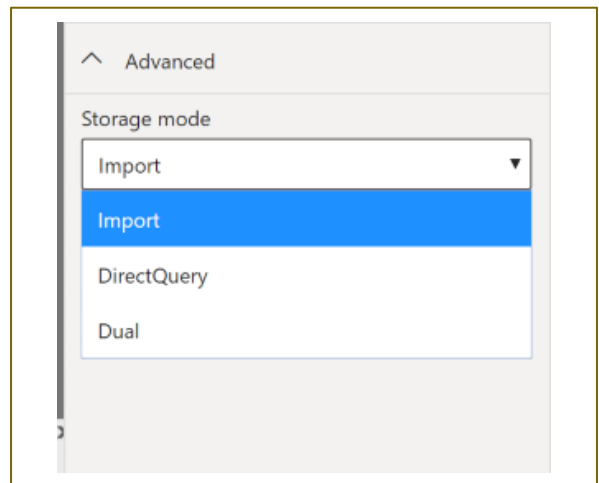 Advanced
Storage mode
Import
Import
DirectQuery
Dual